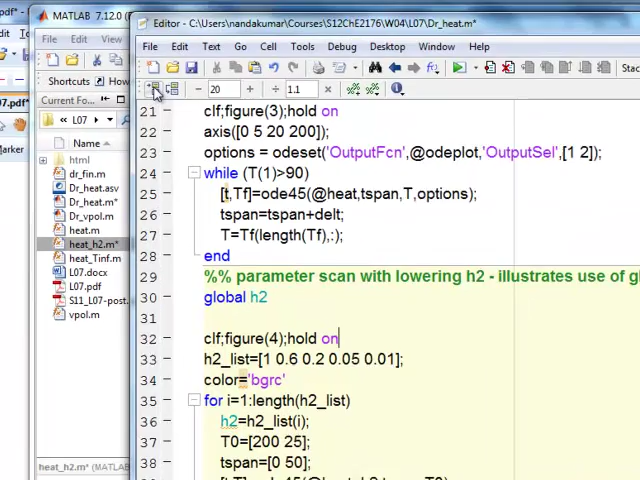 MATLAB 7.12.0
Editor - C:\Users\nandakumar\Courses\S12ChE2176\W04\L07\Dr_heat.m*
File Edit
File Edit Text Go Cell Tools Debug Desktop Window Help
Shortcuts How
20 1.1
pdf*
Current Fo...
L07
Name
html
dr_fin.m
Dr_heat.asv
Dr_heat.m*
Dr_vpol.m
heat.m
heat_h2.m*
heat_Tinf.m
L07.docx
L07.pdf
S11_L07-post.
vpol.m
heat_h2.m*
21 clf;figure(3);hold on
22 axis([0 5 20 200]);
23 options = odeset('OutputFcn',@odeplot,'OutputSel',[1 2]);
24 while (T(1)>90)
25 [t,Tf]=ode45(@heat,tspan,T,options);
26 tspan=tspan+delt;
27 T=Tf(length(Tf),:);
28 end
29 %% parameter scan with lowering h2 - illustrates use of gl
30 global h2
31
32 clf;figure(4);hold on
33 h2_list=[1 0.6 0.2 0.05 0.01];
34 color='bgrc'
35 for i=1:length(h2_list)
36 h2=h2_list(i);
37 T0=[200 25];
38 tspan=[0 50];